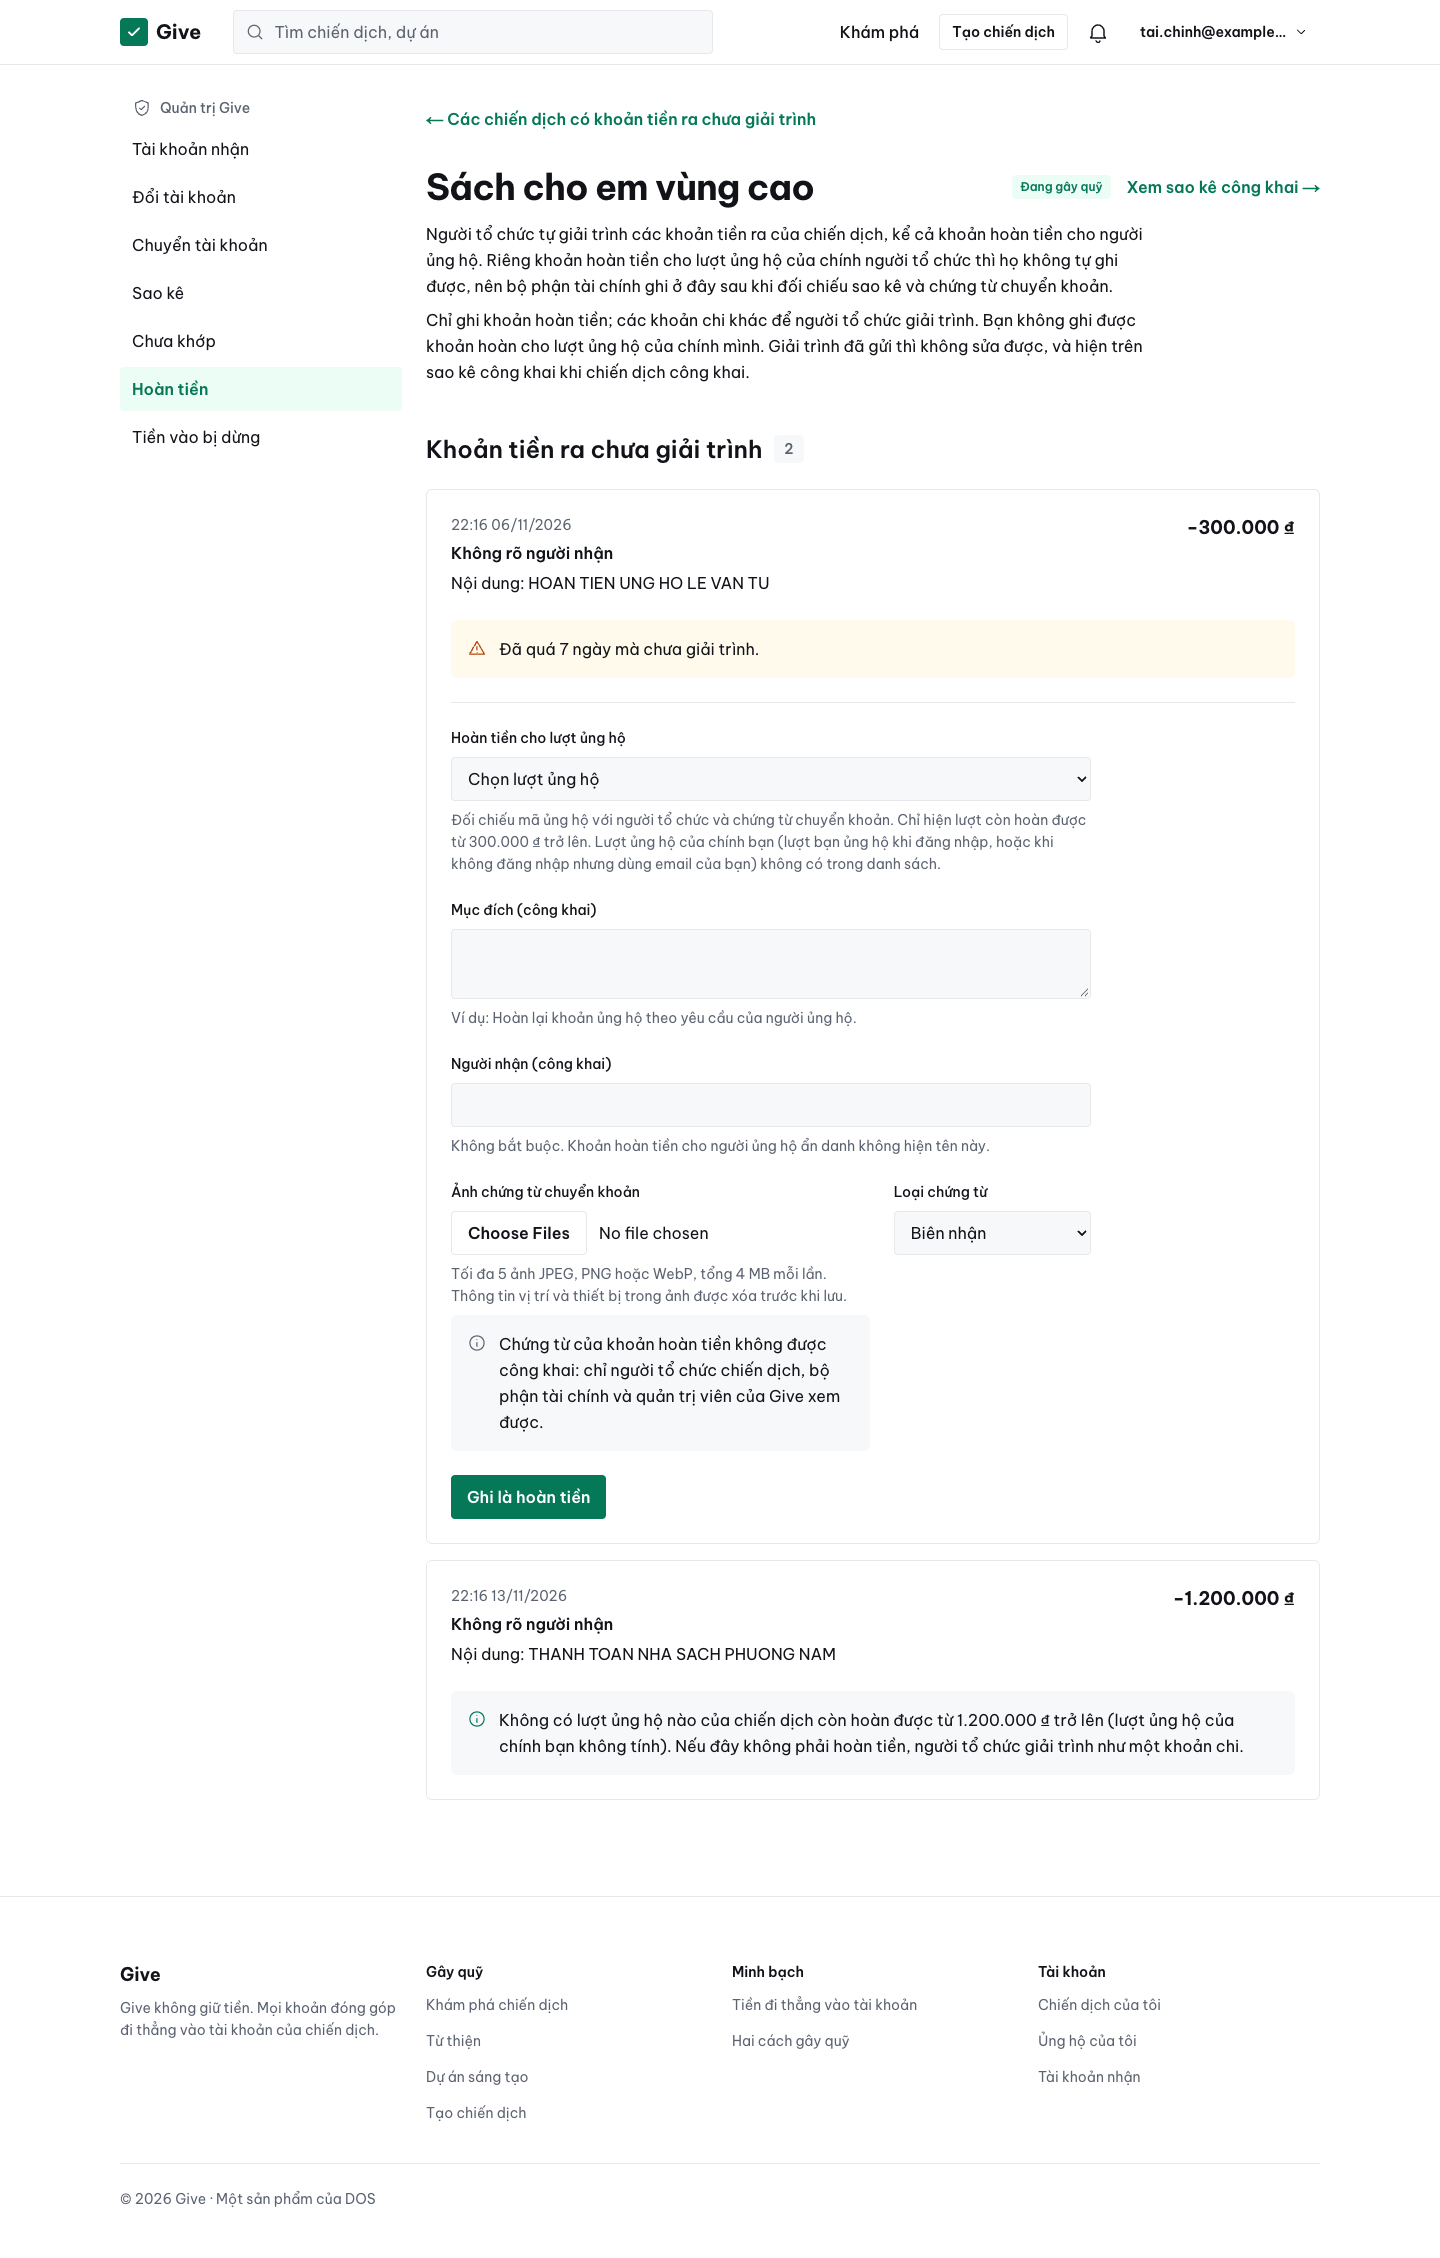 Give
Tìm chiến dịch, dự án
Khám phá
Tạo chiến dịch
tai.chinh@example...
Quản trị Give
Tài khoản nhận
Đổi tài khoản
Chuyển tài khoản
Sao kê
Chưa khớp
Hoàn tiền
Tiền vào bị dừng
← Các chiến dịch có khoản tiền ra chưa giải trình
Sách cho em vùng cao
Đang gây quỹ
Xem sao kê công khai →
Người tổ chức tự giải trình các khoản tiền ra của chiến dịch, kể cả khoản hoàn tiền cho người
ủng hộ. Riêng khoản hoàn tiền cho lượt ủng hộ của chính người tổ chức thì họ không tự ghi
được, nên bộ phận tài chính ghi ở đây sau khi đối chiếu sao kê và chứng từ chuyển khoản.
Chỉ ghi khoản hoàn tiền; các khoản chi khác để người tổ chức giải trình. Bạn không ghi được
khoản hoàn cho lượt ủng hộ của chính mình. Giải trình đã gửi thì không sửa được, và hiện trên
sao kê công khai khi chiến dịch công khai.
Khoản tiền ra chưa giải trình 2
22:16 06/11/2026
-300.000 ₫
Không rõ người nhận
Nội dung: HOAN TIEN UNG HO LE VAN TU
Đã quá 7 ngày mà chưa giải trình.
Hoàn tiền cho lượt ủng hộ
Chọn lượt ủng hộ
Đối chiếu mã ủng hộ với người tổ chức và chứng từ chuyển khoản. Chỉ hiện lượt còn hoàn được
từ 300.000 ₫ trở lên. Lượt ủng hộ của chính bạn (lượt bạn ủng hộ khi đăng nhập, hoặc khi
không đăng nhập nhưng dùng email của bạn) không có trong danh sách.
Mục đích (công khai)
Ví dụ: Hoàn lại khoản ủng hộ theo yêu cầu của người ủng hộ.
Người nhận (công khai)
Không bắt buộc. Khoản hoàn tiền cho người ủng hộ ẩn danh không hiện tên này.
Ảnh chứng từ chuyển khoản
Loại chứng từ
Choose Files No file chosen
Biên nhận
Tối đa 5 ảnh JPEG, PNG hoặc WebP, tổng 4 MB mỗi lần.
Thông tin vị trí và thiết bị trong ảnh được xóa trước khi lưu.
Chứng từ của khoản hoàn tiền không được
công khai: chỉ người tổ chức chiến dịch, bộ
phận tài chính và quản trị viên của Give xem
được.
Ghi là hoàn tiền
22:16 13/11/2026
-1.200.000 ₫
Không rõ người nhận
Nội dung: THANH TOAN NHA SACH PHUONG NAM
Không có lượt ủng hộ nào của chiến dịch còn hoàn được từ 1.200.000 ₫ trở lên (lượt ủng hộ của
chính bạn không tính). Nếu đây không phải hoàn tiền, người tổ chức giải trình như một khoản chi.
Give
Give không giữ tiền. Mọi khoản đóng góp
đi thẳng vào tài khoản của chiến dịch.
Gây quỹ
Khám phá chiến dịch
Từ thiện
Dự án sáng tạo
Tạo chiến dịch
Minh bạch
Tiền đi thẳng vào tài khoản
Hai cách gây quỹ
Tài khoản
Chiến dịch của tôi
Ủng hộ của tôi
Tài khoản nhận
© 2026 Give · Một sản phẩm của DOS